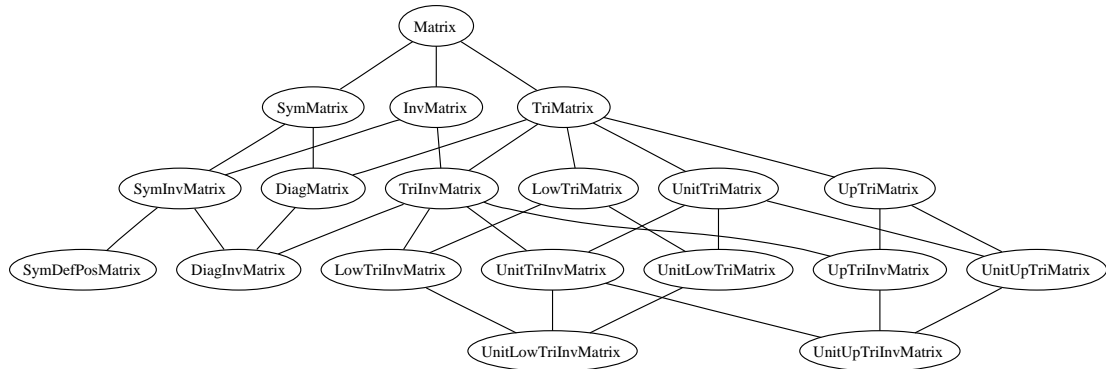 Matrix
SymMatrix InvMatrix TriMatrix
SymInvMatrix DiagMatrix TriInvMatrix LowTriMatrix UnitTriMatrix UpTriMatrix
SymDefPosMatrix DiagInvMatrix LowTriInvMatrix UnitTriInvMatrix UnitLowTriMatrix UpTriInvMatrix UnitUpTriMatrix
UnitLowTriInvMatrix UnitUpTriInvMatrix